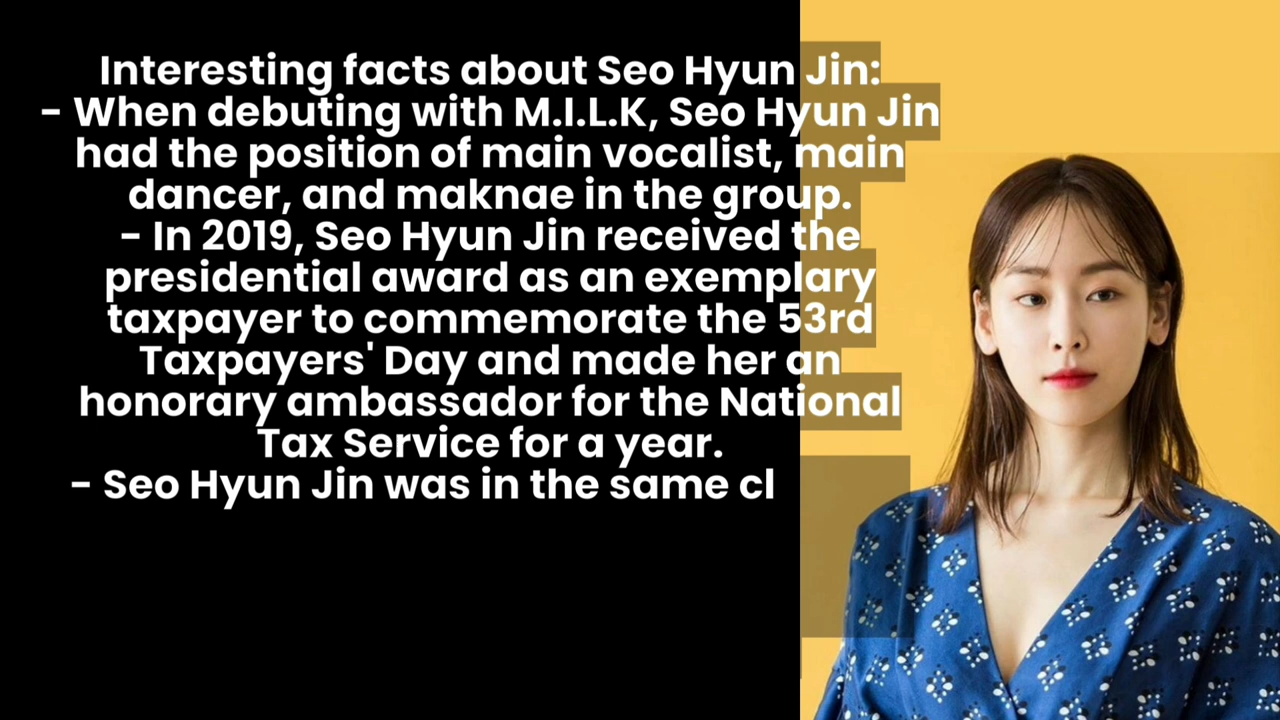 Interesting facts about Seo Hyun Jin:
- When debuting with M.I.L.K, Seo Hyun Jin
had the position of main vocalist, main
dancer, and maknae in the group.
- In 2019, Seo Hyun Jin received the
presidential award as an exemplary
taxpayer to commemorate the 53rd
Taxpayers' Day and made her an
honorary ambassador for the National
Tax Service for a year.
- Seo Hyun Jin was in the same cl